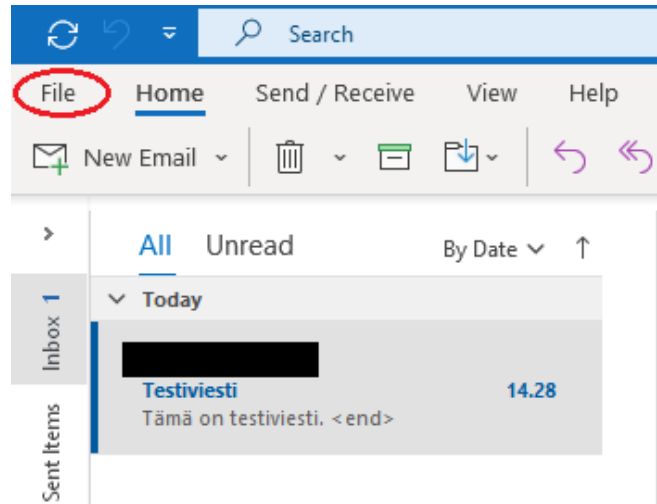 Search
File Home Send / Receive View Help
New Email
All Unread By Date
Today
Testiviesti 14.28
Tämä on testiviesti. <end>
Inbox 1
Sent Items